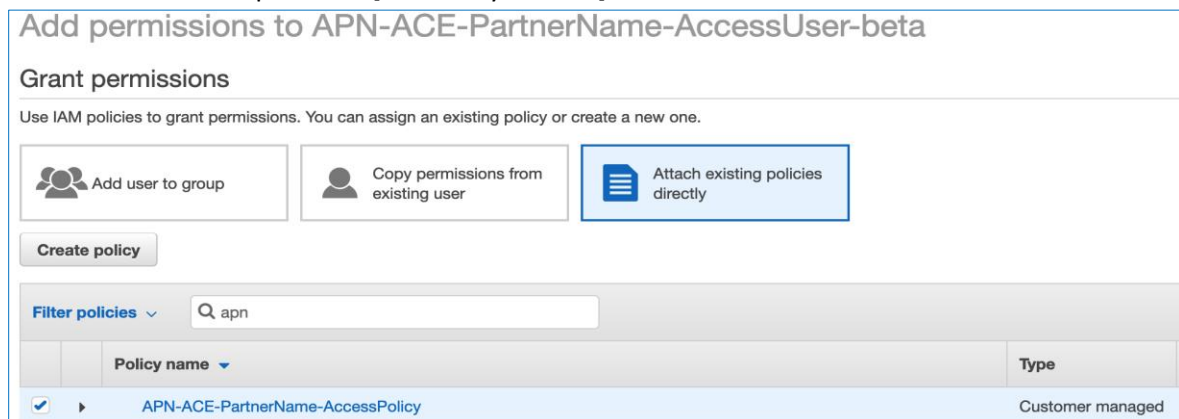 Add permissions to APN-ACE-PartnerName-AccessUser-beta
Grant permissions
Use IAM policies to grant permissions. You can assign an existing policy or create a new one.
Add user to group
Copy permissions from
existing user
Attach existing policies
directly
Create policy
Filter policies
apn
Policy name
Type
APN-ACE-PartnerName-AccessPolicy
Customer managed